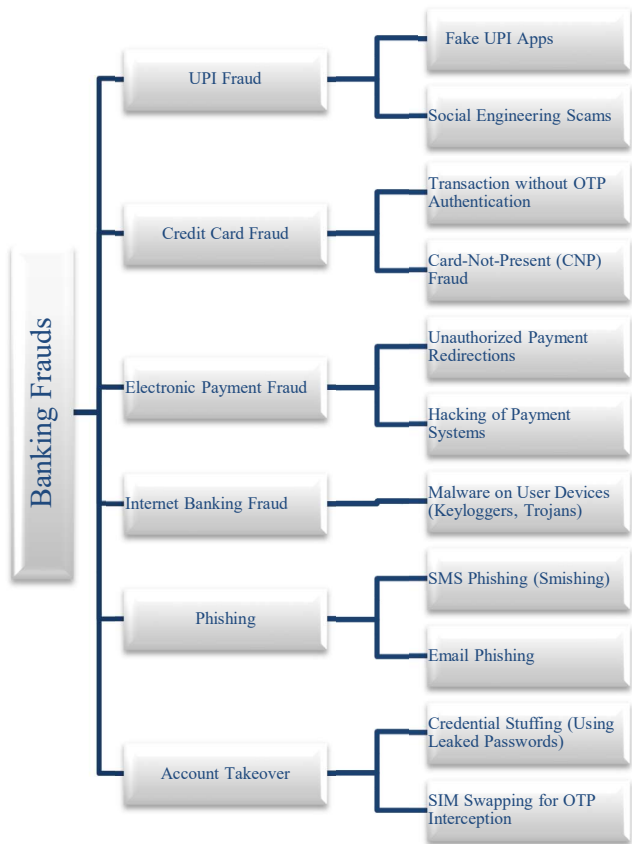 Banking Frauds
UPI Fraud
Fake UPI Apps
Social Engineering Scams
Credit Card Fraud
Transaction without OTP
Authentication
Card-Not-Present (CNP)
Fraud
Electronic Payment Fraud
Unauthorized Payment
Redirections
Hacking of Payment
Systems
Internet Banking Fraud
Malware on User Devices
(Keyloggers, Trojans)
Phishing
SMS Phishing (Smishing)
Email Phishing
Account Takeover
Credential Stuffing (Using
Leaked Passwords)
SIM Swapping for OTP
Interception